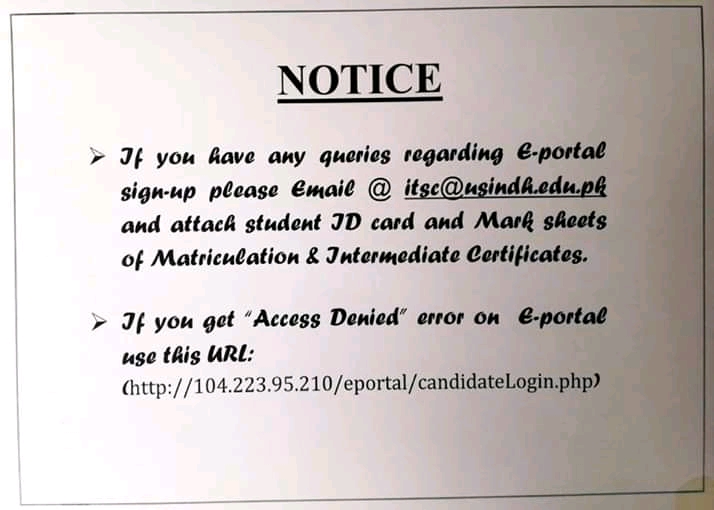 NOTICE
➤ If you have any queries regarding E-portal
sign-up please Email @ itsc@usindh.edu.pk
and attach student ID card and Mark sheets
of Matriculation & Intermediate Certificates.
➤ If you get “Access Denied” error on E-portal
use this URL:
(http://104.223.95.210/eportal/candidateLogin.php)